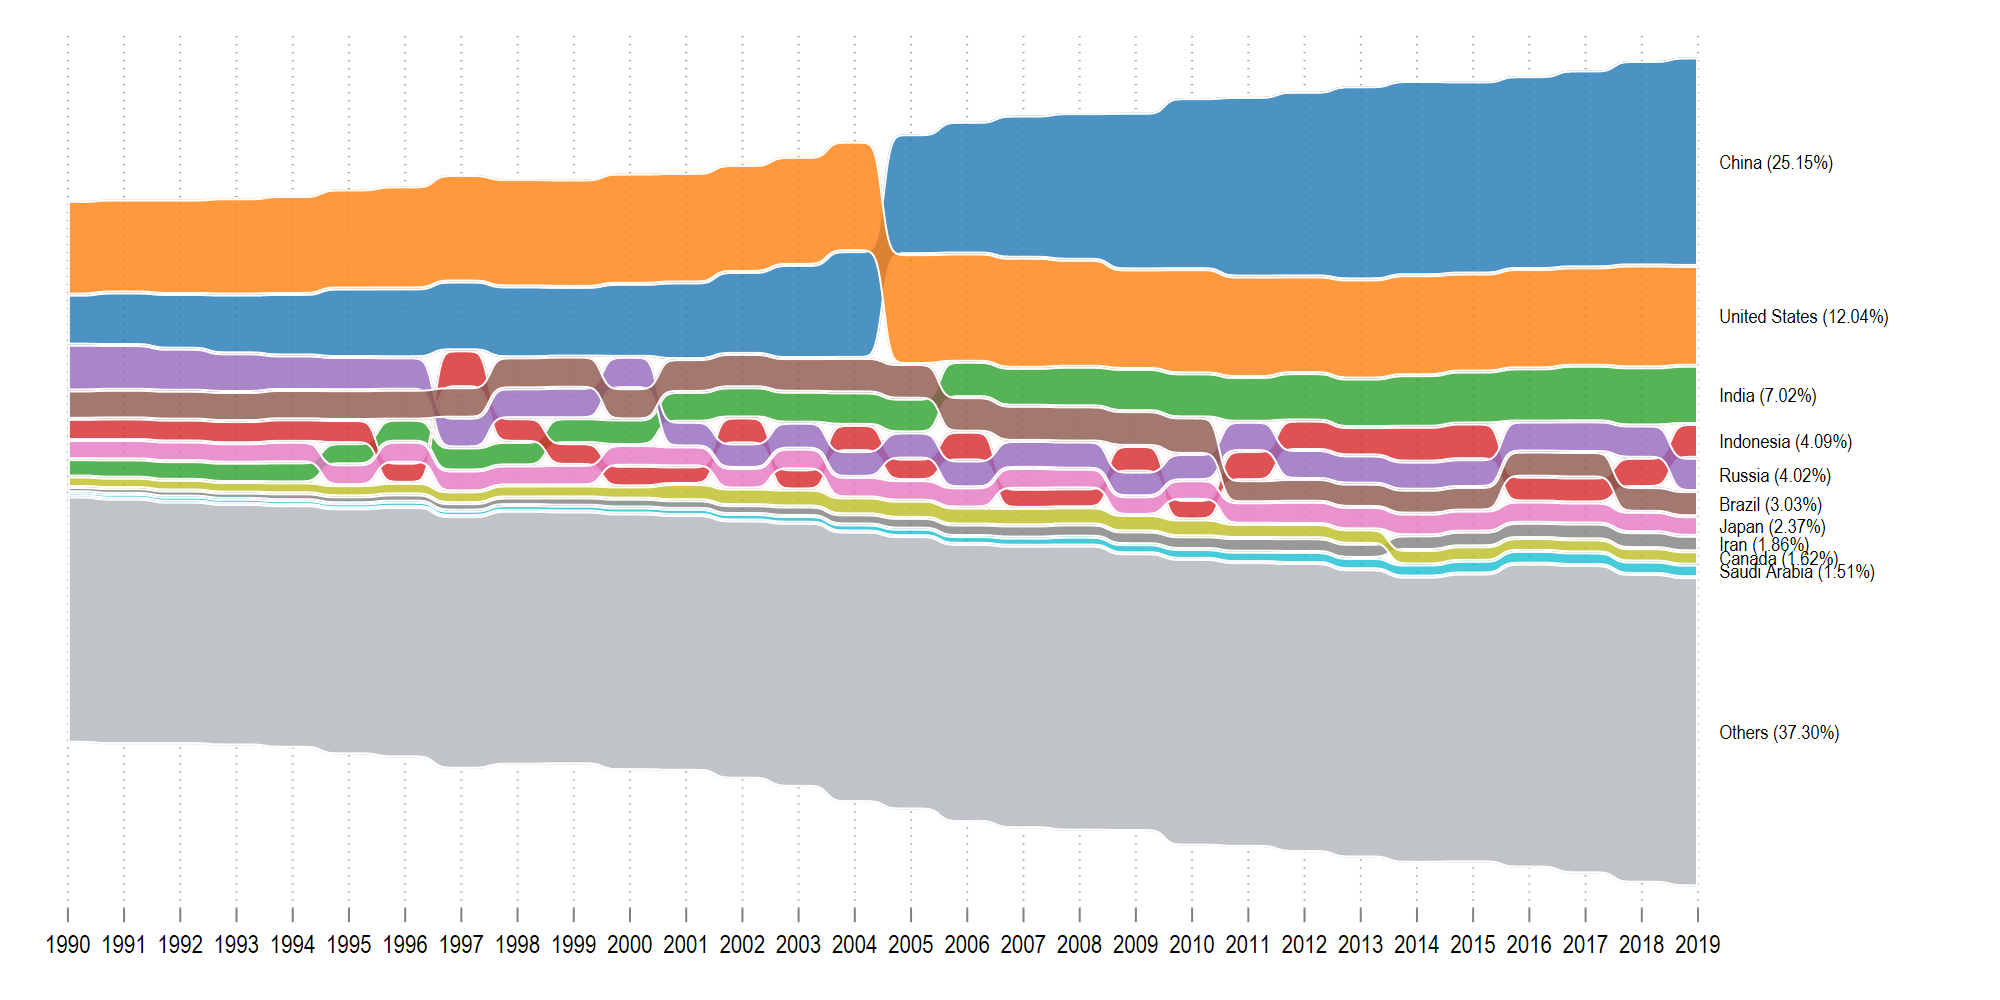 China (25.15%)
United States (12.04%)
India (7.02%)
Indonesia (4.09%)
Russia (4.02%)
Brazil (3.03%)
Japan (2.37%)
Iran (1.86%)
Canada (1.62%)
Saudi Arabia (1.51%)
Others (37.30%)
1990 1991 1992 1993 1994 1995 1996 1997 1998 1999 2000 2001 2002 2003 2004 2005 2006 2007 2008 2009 2010 2011 2012 2013 2014 2015 2016 2017 2018 2019